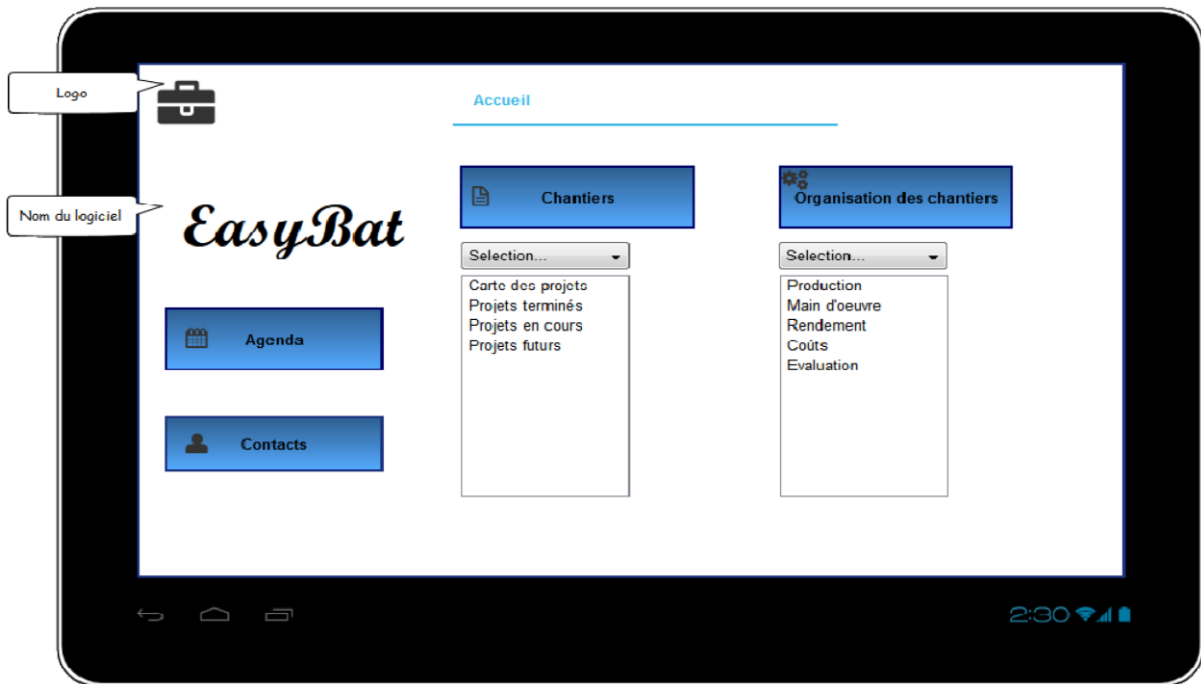 Logo
Accueil
Nom du logiciel
EasyBat
Chantiers
Organisation des chantiers
Selection...
Selection...
Carte des projets
Projets terminés
Projets en cours
Projets futurs
Production
Main d'oeuvre
Rendement
Coûts
Evaluation
Agenda
Contacts
2:30